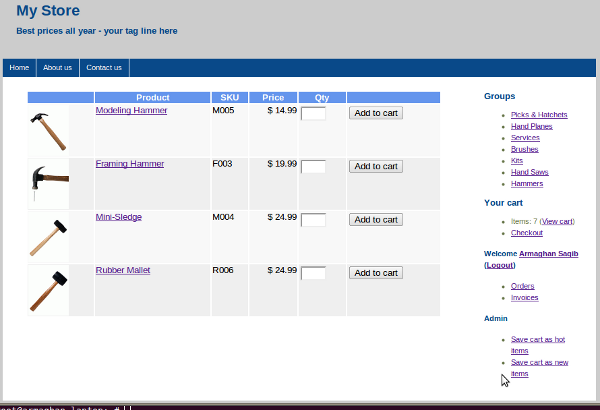 My Store
Best prices all year - your tag line here
Home About us Contact us
Product SKU Price Qty
Modeling Hammer M005 $ 14.99 Add to cart
Framing Hammer F003 $ 19.99 Add to cart
Mini-Sledge M004 $ 24.99 Add to cart
Rubber Mallet R006 $ 24.99 Add to cart
Groups
Picks & Hatchets
Hand Planes
Services
Brushes
Kits
Hand Saws
Hammers
Your cart
Items: 7 (View cart)
Checkout
Welcome Armaghan Saqib
(Logout)
Orders
Invoices
Admin
Save cart as hot
items
Save cart as new
items